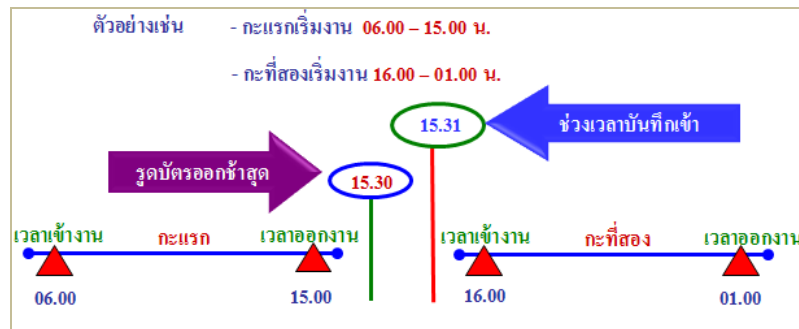 ตัวอย่างเช่น - กะแรกเริ่มงาน 06.00 – 15.00 น.
- กะที่สองเริ่มงาน 16.00 – 01.00 น.
15.31 ช่วงเวลาบันทึกเข้า
รูดบัตรออกช้าสุด 15.30
เวลาเข้างาน กะแรก เวลาออกงาน เวลาเข้างาน กะที่สอง เวลาออกงาน
06.00 15.00 16.00 01.00